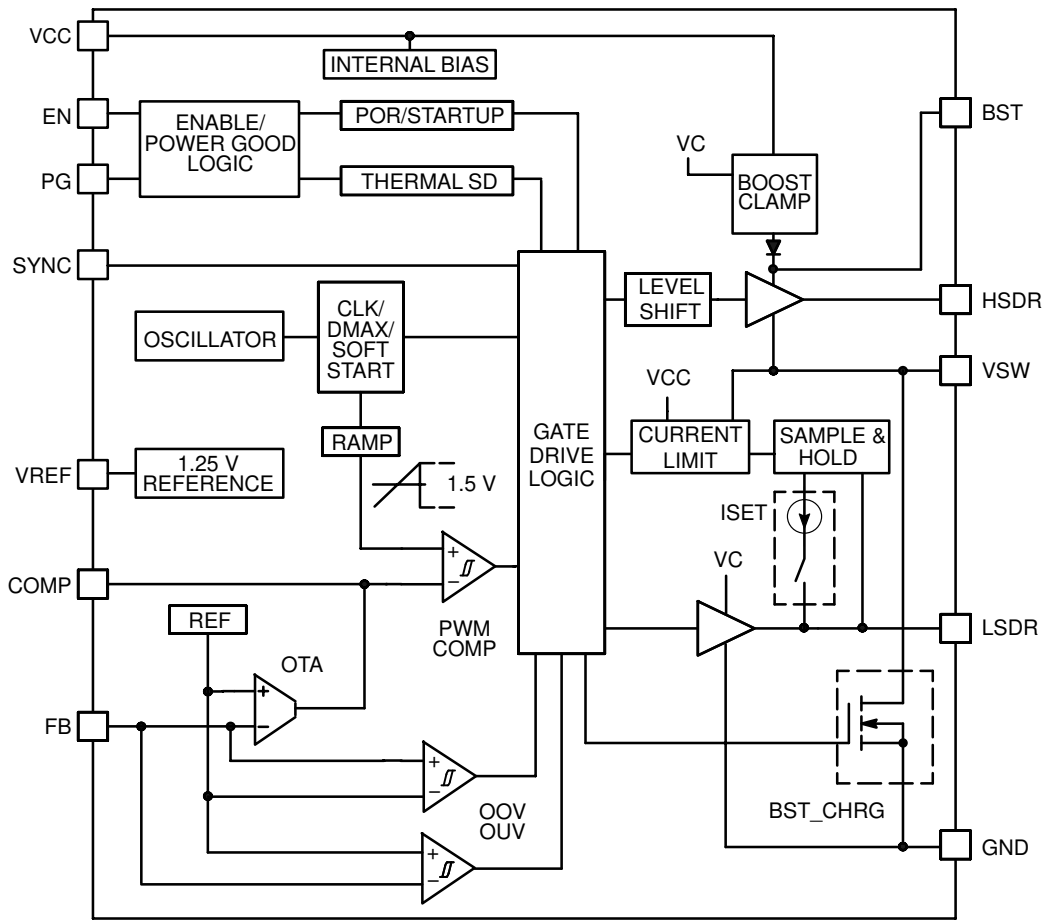 VCC
INTERNAL BIAS
EN
ENABLE/
POWER GOOD
LOGIC
POR/STARTUP
PG
THERMAL SD
VC
BOOST
CLAMP
BST
SYNC
OSCILLATOR
CLK/
DMAX/
SOFT
START
LEVEL
SHIFT
HSDR
VSW
RAMP
1.5 V
GATE
DRIVE
LOGIC
VCC
CURRENT
LIMIT
SAMPLE &
HOLD
VREF
1.25 V
REFERENCE
ISET
COMP
+
−
PWM
COMP
VC
LSDR
REF
OTA
FB
+
−
+
−
OOV
OUV
+
−
BST_CHRG
GND